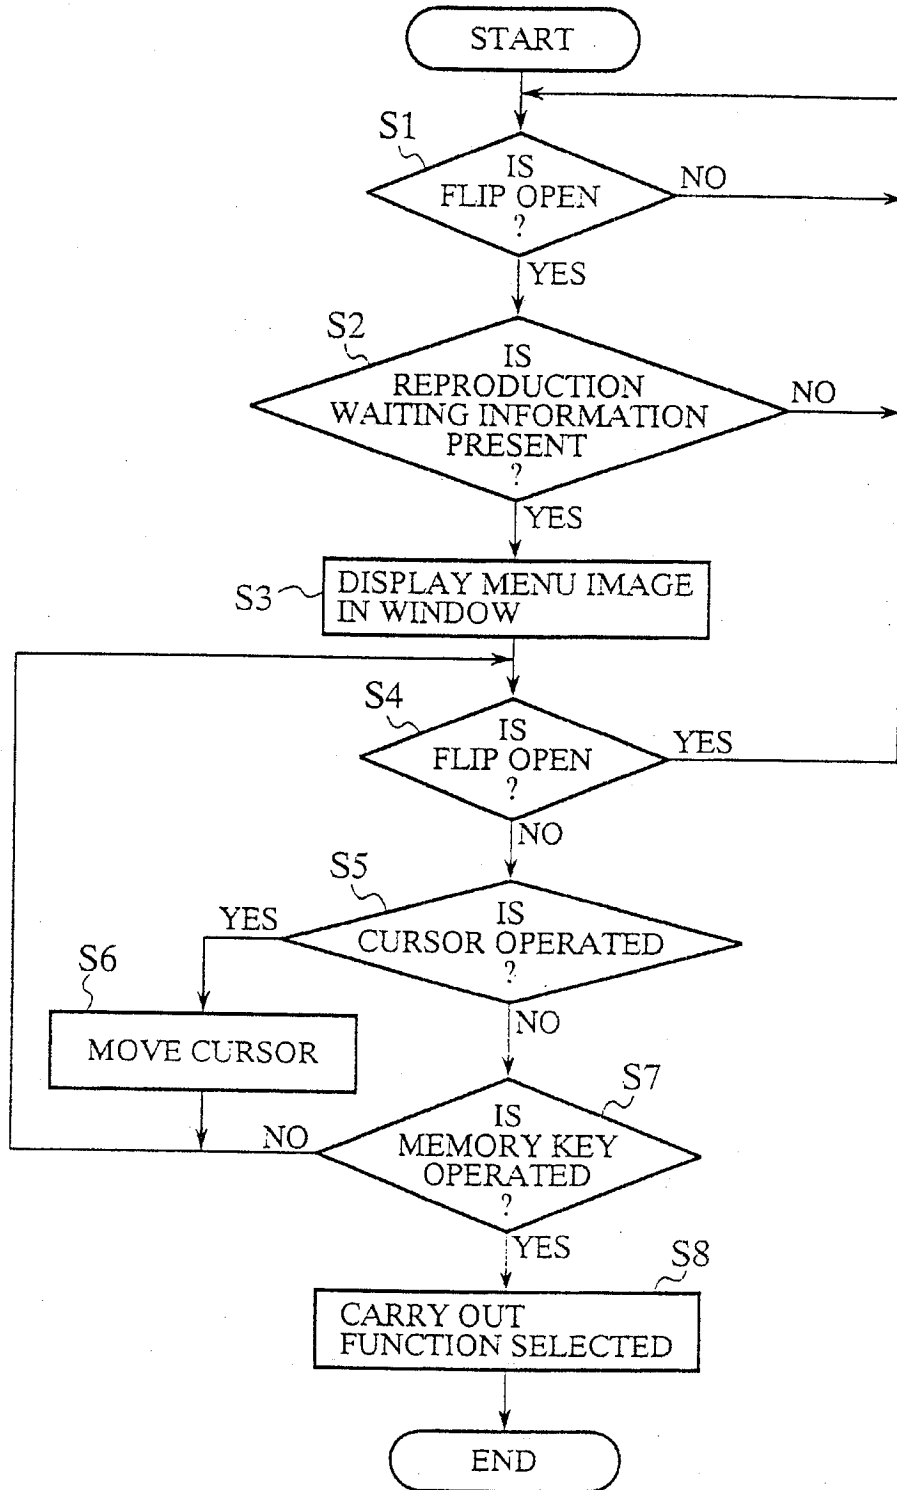 START
S1
IS
FLIP OPEN
?
NO
YES
S2
IS
REPRODUCTION
WAITING INFORMATION
PRESENT
?
NO
YES
S3
DISPLAY MENU IMAGE
IN WINDOW
S4
IS
FLIP OPEN
?
YES
NO
S5
IS
CURSOR OPERATED
?
YES
NO
S6
MOVE CURSOR
S7
IS
MEMORY KEY
OPERATED
?
NO
YES
S8
CARRY OUT
FUNCTION SELECTED
END